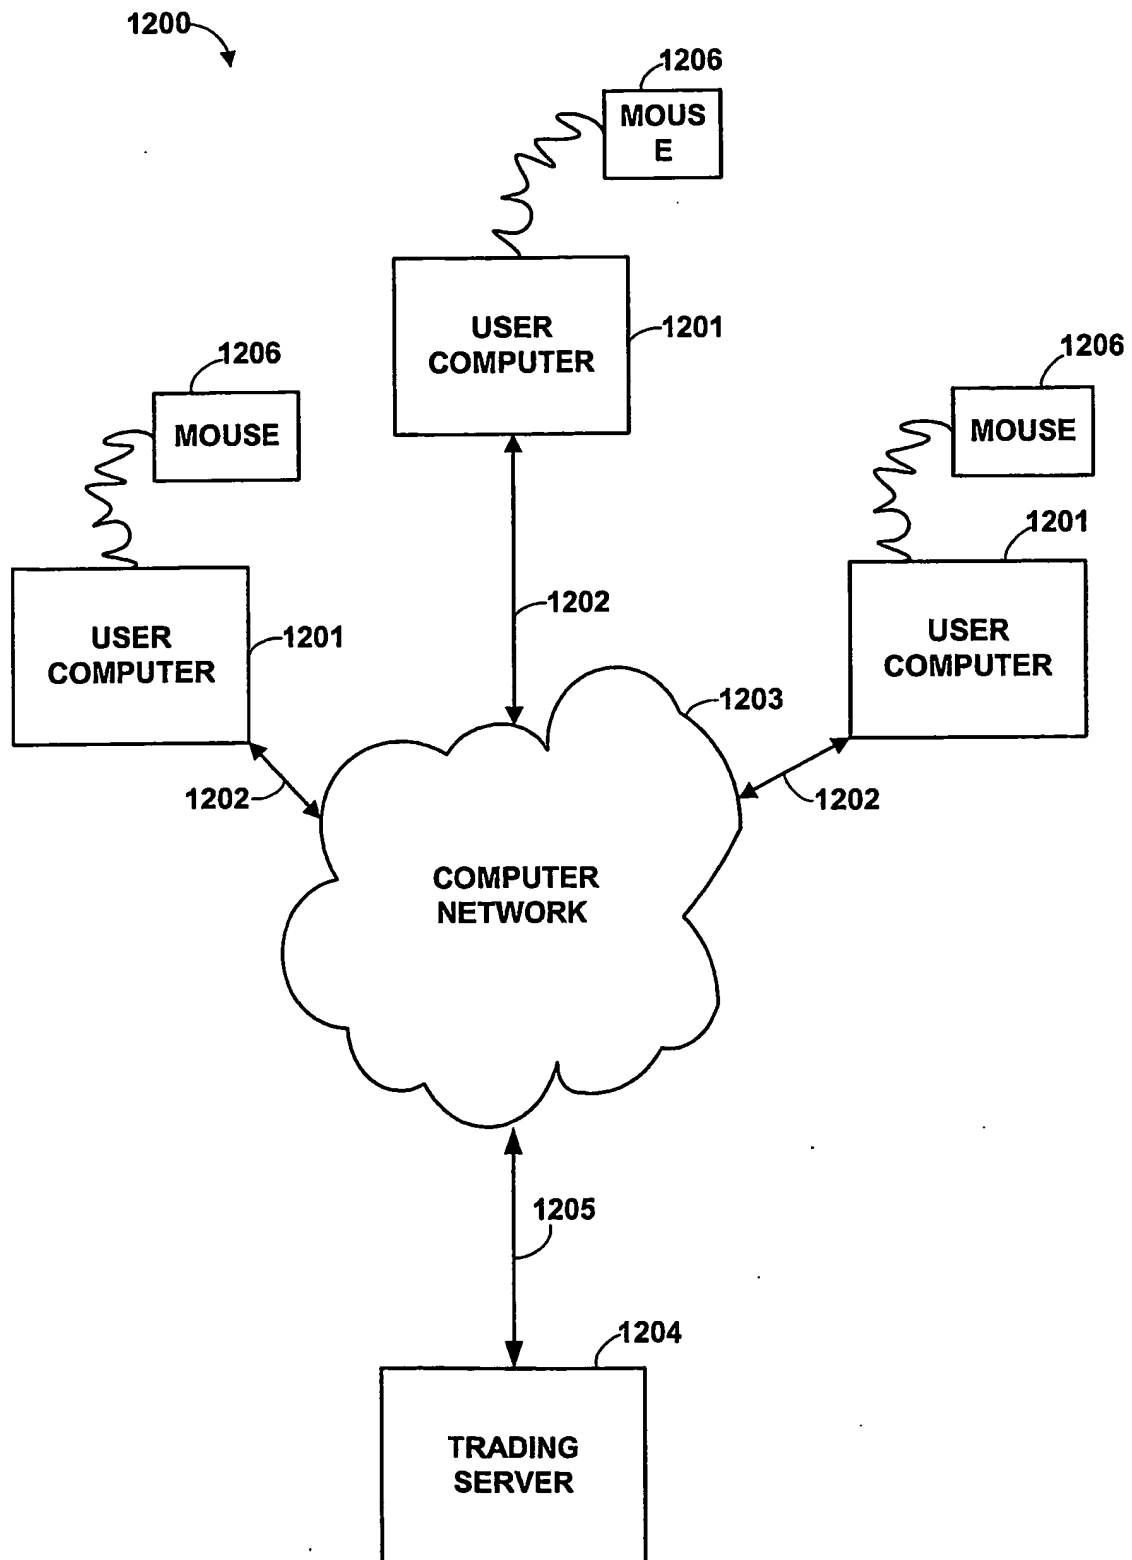 1200
1206
MOUS
E
USER
COMPUTER
1201
1206
MOUSE
1206
MOUSE
1201
USER
COMPUTER
1201
USER
COMPUTER
1202
1203
1202
1202
COMPUTER
NETWORK
1205
1204
TRADING
SERVER